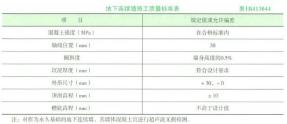 地下连续墙施工质量标准表 表1B413044
项 目 规定值或允许偏差
混凝土强度（MPa） 在合格标准内
轴线位置（mm） 30
倾斜度 墙身高度的0.5%
沉淀厚度（mm） 符合设计要求
外形尺寸（mm） +30，-0
顶面高程（mm） ±10
槽底高程（mm） 不高于设计值
注：对作为永久基础的地下连续墙，其墙体混凝土应进行超声波无损检测。